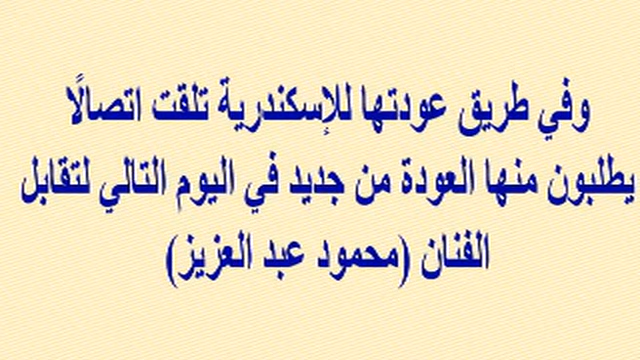 وفي طريق عودتها للإسكندرية تلقت اتصالًا
يطلبون منها العودة من جديد في اليوم التالي لتقابل
الفنان (محمود عبد العزيز)